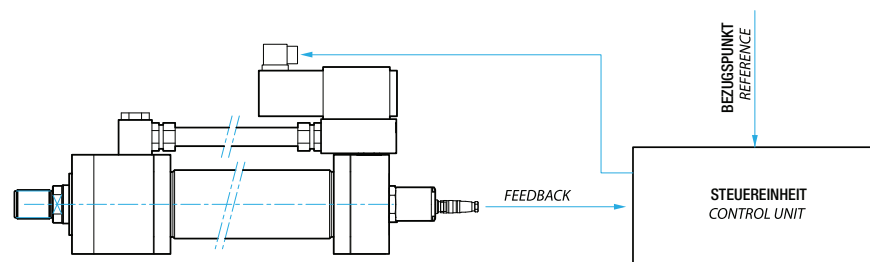 BEZUGSPUNKT
REFERENCE
FEEDBACK
STEUEREINHEIT
CONTROL UNIT